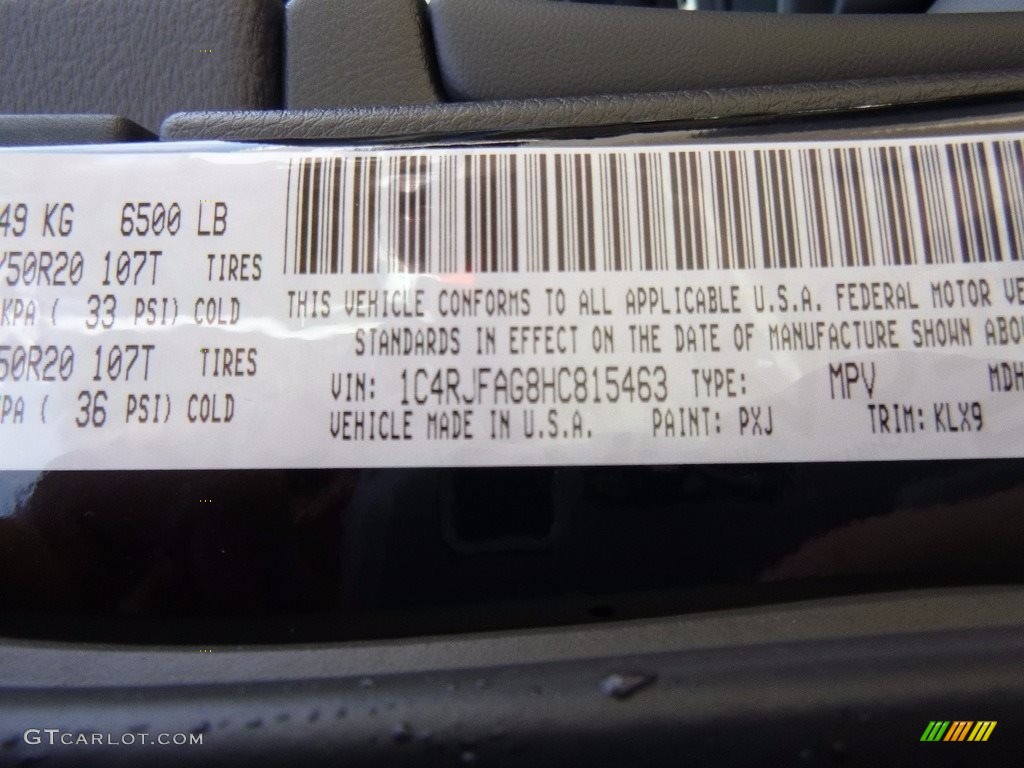 49 KG 6500 LB
/50R20 107T TIRES
KPA ( 33 PSI) COLD
50R20 107T TIRES
PA ( 36 PSI) COLD
THIS VEHICLE CONFORMS TO ALL APPLICABLE U.S.A. FEDERAL MOTOR VE
STANDARDS IN EFFECT ON THE DATE OF MANUFACTURE SHOWN ABO
VIN: 1C4RJFAG8HC815463 TYPE: MPV MDH
VEHICLE MADE IN U.S.A. PAINT: PXJ TRIM: KLX9
GTCARLOT.COM